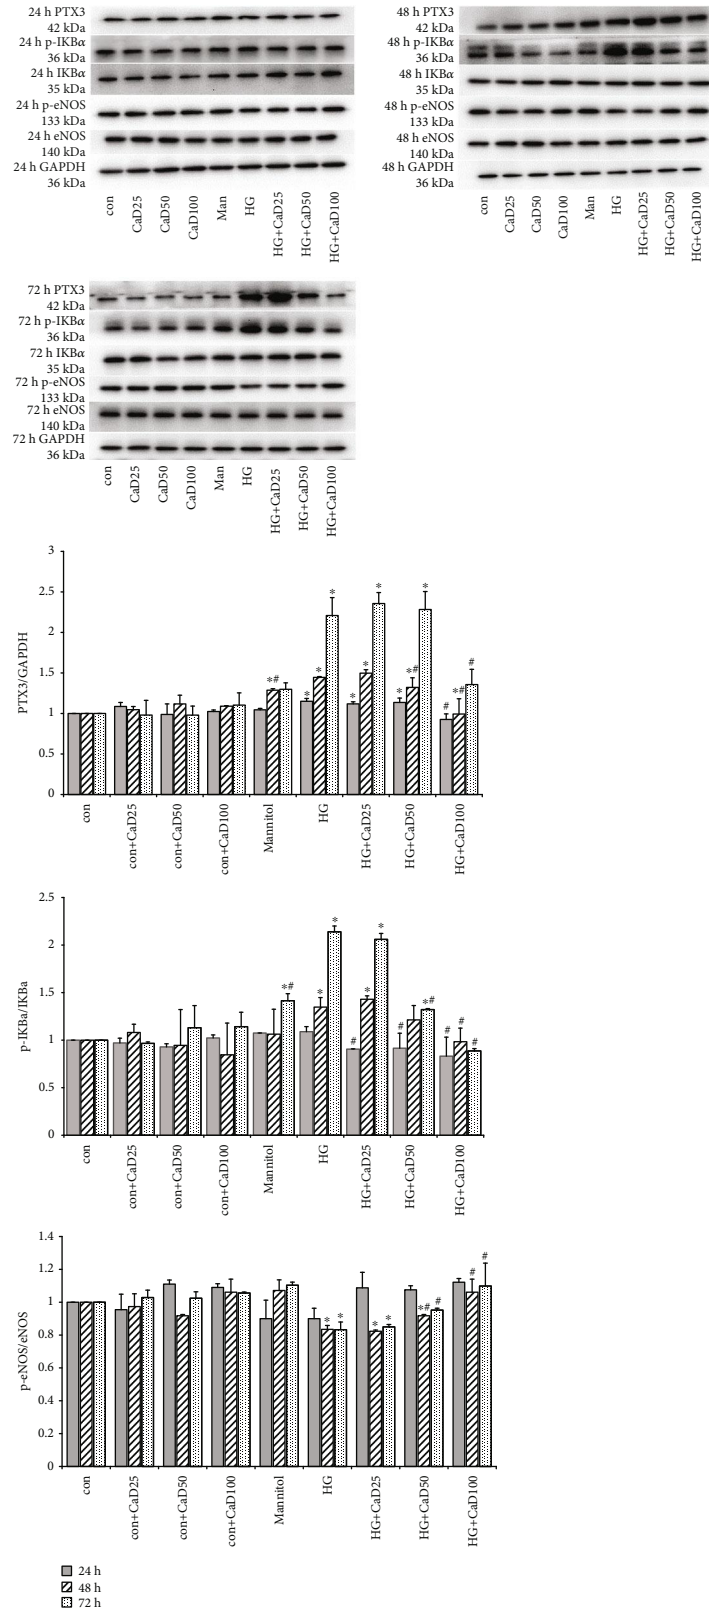 24 h PTX3
42 kDa
24 h p-IKBα
36 kDa
24 h IKBα
35 kDa
24 h p-eNOS
133 kDa
24 h eNOS
140 kDa
24 h GAPDH
36 kDa
con
CaD25
CaD50
CaD100
Man
HG
HG+CaD25
HG+CaD50
HG+CaD100
48 h PTX3
42 kDa
48 h p-IKBα
36 kDa
48 h IKBα
35 kDa
48 h p-eNOS
133 kDa
48 h eNOS
140 kDa
48 h GAPDH
36 kDa
con
CaD25
CaD50
CaD100
Man
HG
HG+CaD25
HG+CaD50
HG+CaD100
72 h PTX3
42 kDa
72 h p-IKBα
36 kDa
72 h IKBα
35 kDa
72 h p-eNOS
133 kDa
72 h eNOS
140 kDa
72 h GAPDH
36 kDa
con
CaD25
CaD50
CaD100
Man
HG
HG+CaD25
HG+CaD50
HG+CaD100
PTX3/GAPDH
3
2.5
2
1.5
1
0.5
0
*# 
* * *
* * *
* *# *
# *# #
con
con+CaD25
con+CaD50
con+CaD100
Mannitol
HG
HG+CaD25
HG+CaD50
HG+CaD100
p-IKBa/IKBa
2.5
2
1.5
1
0.5
0
*#
* *
# * *
# *#
# # #
con
con+CaD25
con+CaD50
con+CaD100
Mannitol
HG
HG+CaD25
HG+CaD50
HG+CaD100
p-eNOS/eNOS
1.4
1.2
1.0
0.8
0.6
0.4
0.2
0
* *
* *
*# #
# #
con
con+CaD25
con+CaD50
con+CaD100
Mannitol
HG
HG+CaD25
HG+CaD50
HG+CaD100
24 h
48 h
72 h